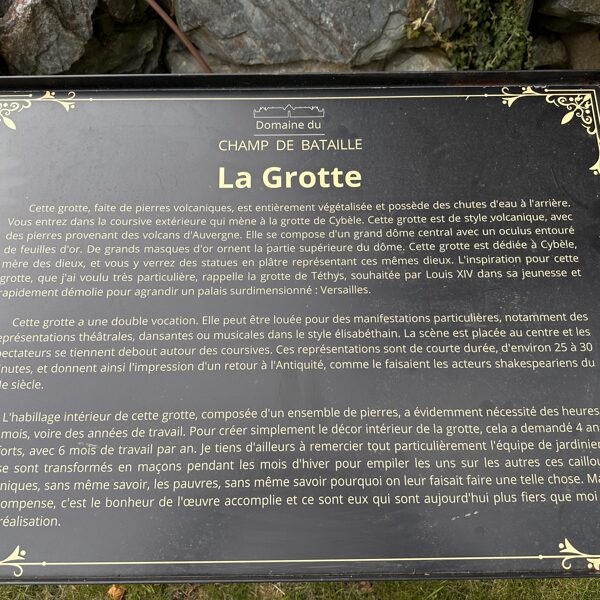 Domaine du
CHAMP DE BATAILLE
La Grotte
Cette grotte, faite de pierres volcaniques, est entièrement végétalisée et possède des chutes d'eau à l'arrière.
Vous entrez dans la coursive extérieure qui mène à la grotte de Cybèle. Cette grotte est de style volcanique, avec
des pierres provenant des volcans d'Auvergne. Elle se compose d'un grand dôme central avec un oculus entouré
de feuilles d'or. De grands masques d'or ornent la partie supérieure du dôme. Cette grotte est dédiée à Cybèle,
mère des dieux, et vous y verrez des statues en plâtre représentant ces mêmes dieux. L'inspiration pour cette
grotte, que j'ai voulu très particulière, rappelle la grotte de Téthys, souhaitée par Louis XIV dans sa jeunesse et
rapidement démolie pour agrandir un palais surdimensionné : Versailles.
Cette grotte a une double vocation. Elle peut être louée pour des manifestations particulières, notamment des
eprésentations théâtrales, dansantes ou musicales dans le style élisabéthain. La scène est placée au centre et les
pectateurs se tiennent debout autour des coursives. Ces représentations sont de courte durée, d'environ 25 à 30
inutes, et donnent ainsi l'impression d'un retour à l'Antiquité, comme le faisaient les acteurs shakespeariens du
Ie siècle.
L'habillage intérieur de cette grotte, composée d'un ensemble de pierres, a évidemment nécessité des heures
mois, voire des années de travail. Pour créer simplement le décor intérieur de la grotte, cela a demandé 4 an
forts, avec 6 mois de travail par an. Je tiens d'ailleurs à remercier tout particulièrement l'équipe de jardinier
se sont transformés en maçons pendant les mois d'hiver pour empiler les uns sur les autres ces caillou
niques, sans même savoir, les pauvres, sans même savoir pourquoi on leur faisait faire une telle chose. Ma
ompense, c'est le bonheur de l'œuvre accomplie et ce sont eux qui sont aujourd'hui plus fiers que moi
réalisation.